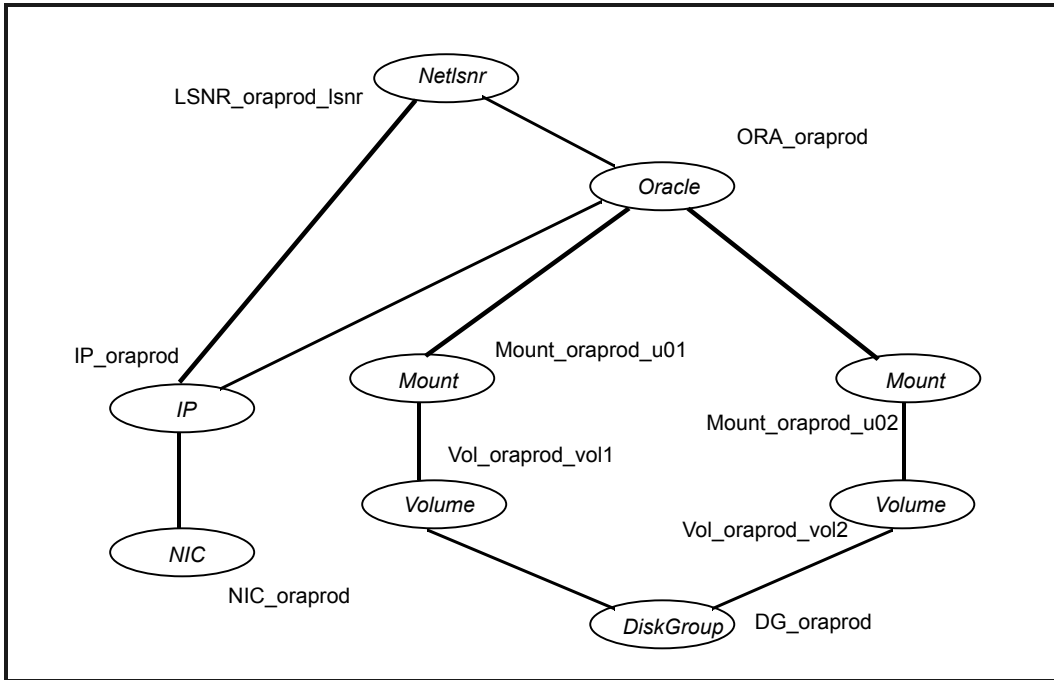 Netlsnr
LSNR_oraprod_lsnr
ORA_oraprod
Oracle
IP_oraprod
Mount_oraprod_u01
Mount
Mount
IP
Mount_oraprod_u02
Vol_oraprod_vol1
Volume
Volume
Vol_oraprod_vol2
NIC
NIC_oraprod
DiskGroup
DG_oraprod